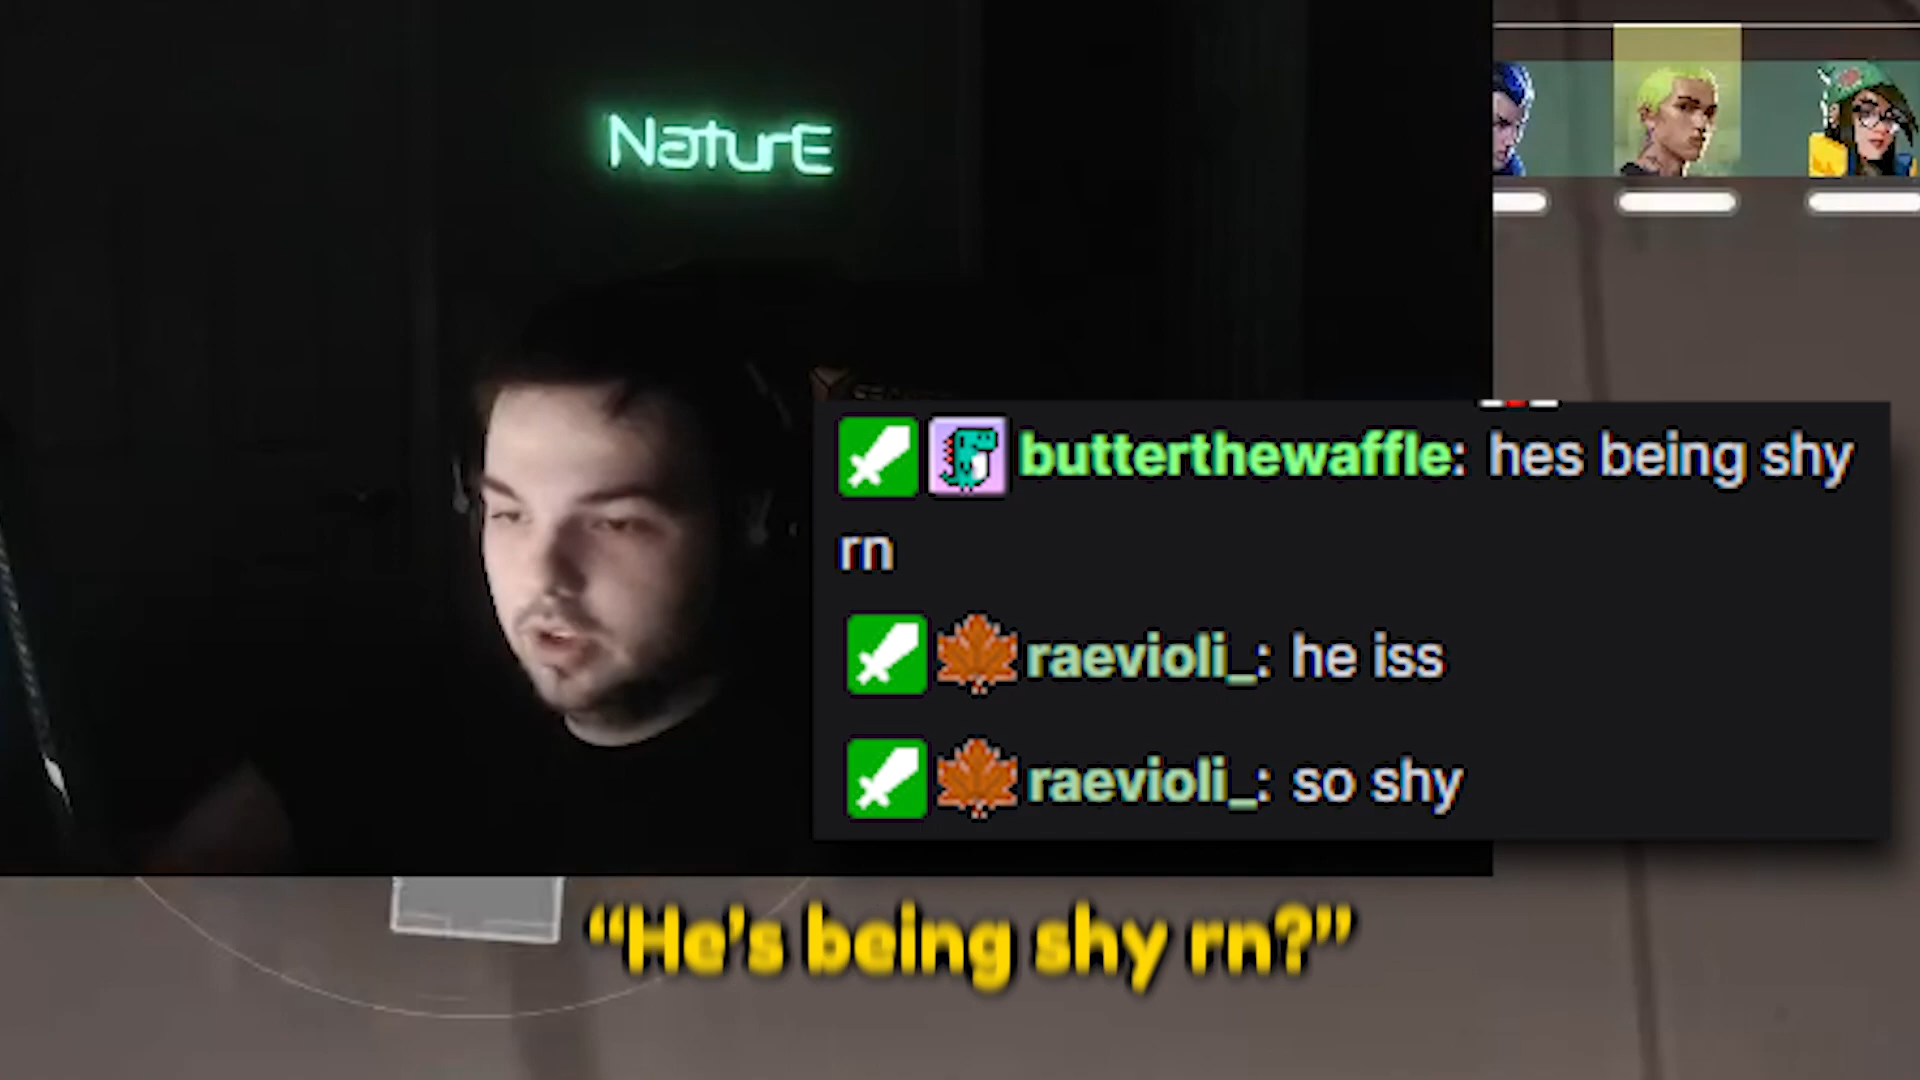 NaturE
butterthewaffle: hes being shy
rn
raevioli_: he iss
raevioli_: so shy
“He’s being shy rn?”